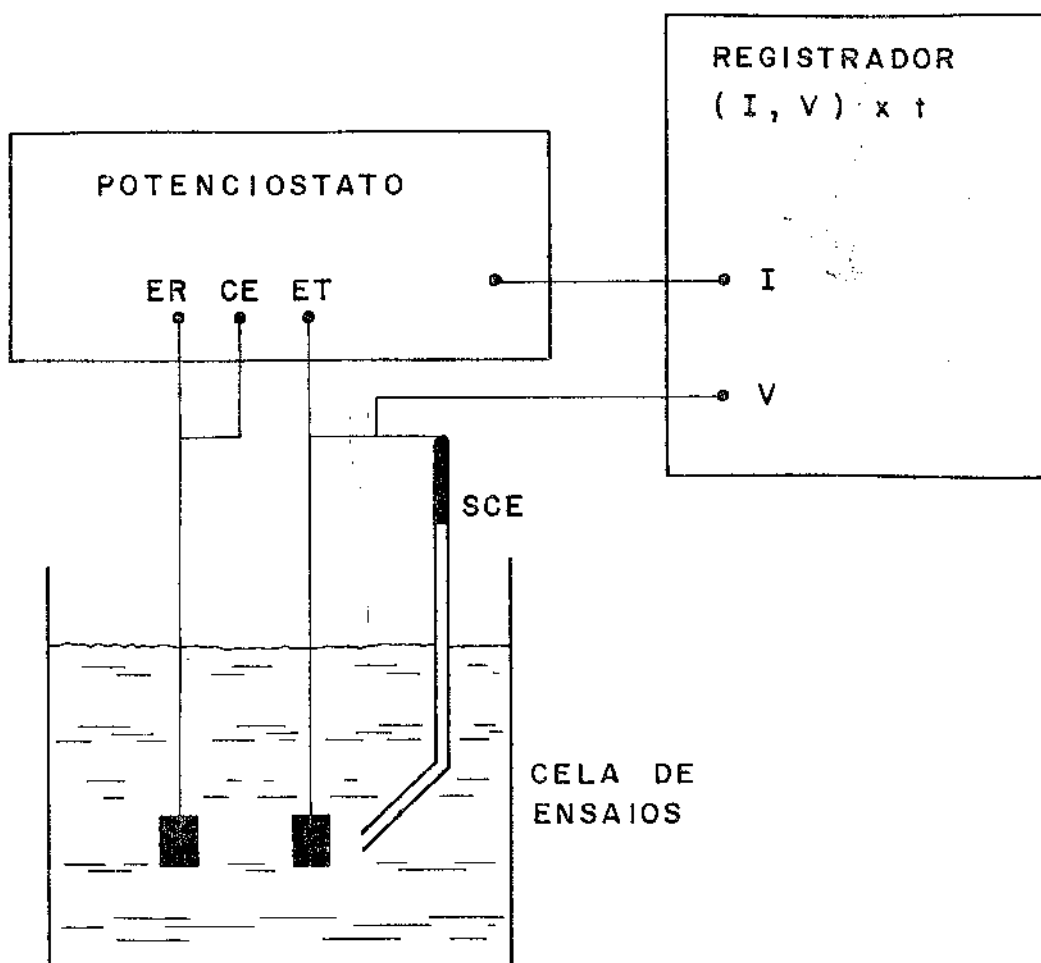 REGISTRADOR
(I, V) x t
POTENCIOSTATO
ER CE ET
I
V
SCE
CELA DE
ENSAIOS